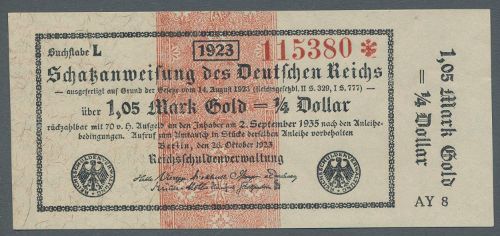 Buchstabe L
1923
115380 *
Schatzanweisung des Deutschen Reichs
— ausgefertigt auf Grund der Gesetze vom 14. August 1923 (Reichsgesetzbl. II S. 329, I S. 777) —
über 1,05 Mark Gold = ¼ Dollar
rückzahlbar mit 70 v. H. Aufgeld an den Inhaber am 2. September 1935 nach den Anleihe-
bedingungen. Aufruf zum Umtausch in Stücke derselben Anleihe vorbehalten
Berlin, den 26. Oktober 1923
Reichsschuldenverwaltung
1,05 Mark Gold
= ¼ Dollar
AY 8